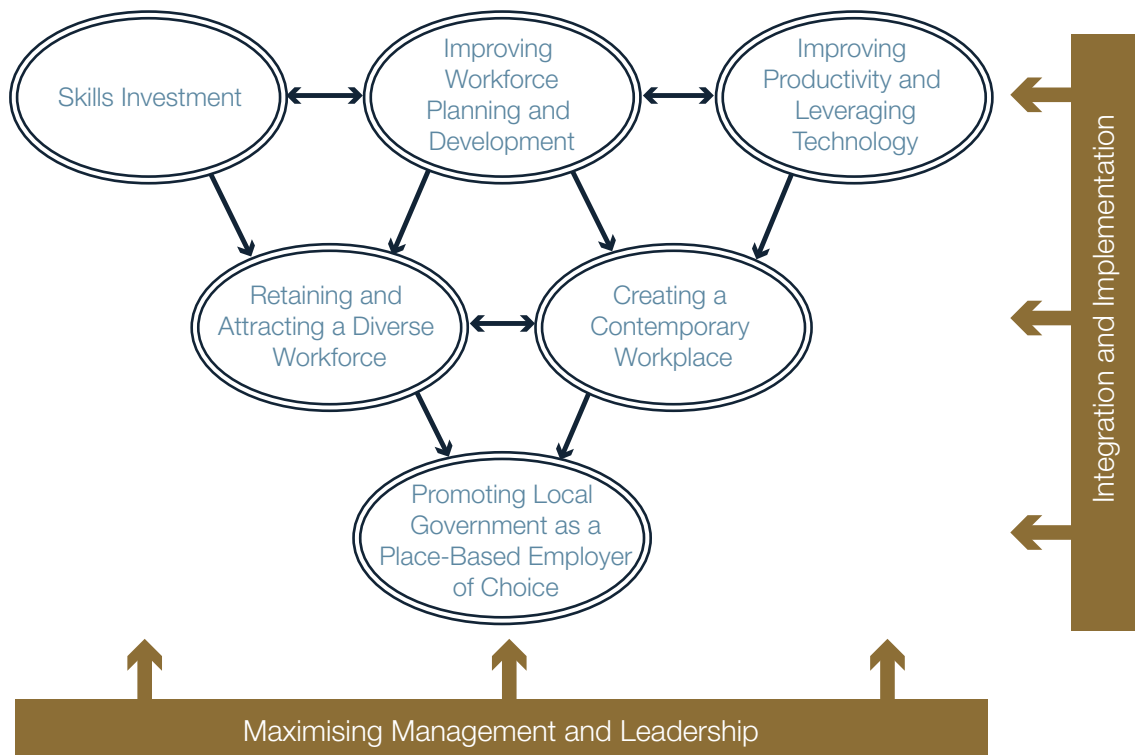 Skills Investment
Improving
Workforce
Planning and
Development
Improving
Productivity and
Leveraging
Technology
Retaining and
Attracting a Diverse
Workforce
Creating a
Contemporary
Workplace
Promoting Local
Government as a
Place-Based Employer
of Choice
Integration and Implementation
Maximising Management and Leadership